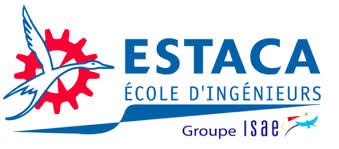 ESTACA
ÉCOLE D'INGÉNIEURS
Groupe isae